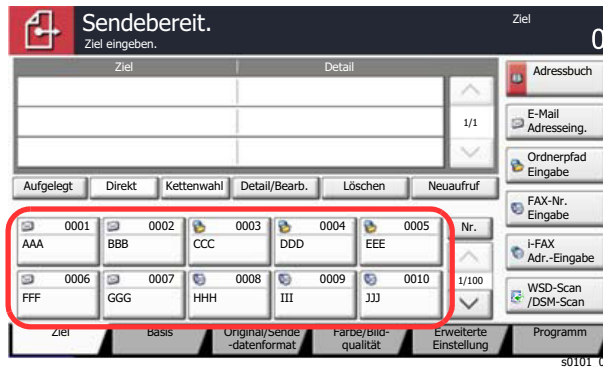 Sendebereit.
Ziel eingeben.
Ziel
0
Ziel Detail
1/1
Adressbuch
E-Mail
Adresseing.
Ordnerpfad
Eingabe
FAX-Nr.
Eingabe
i-FAX
Adr.-Eingabe
WSD-Scan
/DSM-Scan
Aufgelegt Direkt Kettenwahl Detail/Bearb. Löschen Neuaufruf
0001 0002 0003 0004 0005 Nr.
AAA BBB CCC DDD EEE
0006 0007 0008 0009 0010 1/100
FFF GGG HHH III JJJ
Ziel Basis Original/Sende
-datenformat Farbe/Bild-
qualität Erweiterte
Einstellung Programm
s0101_0